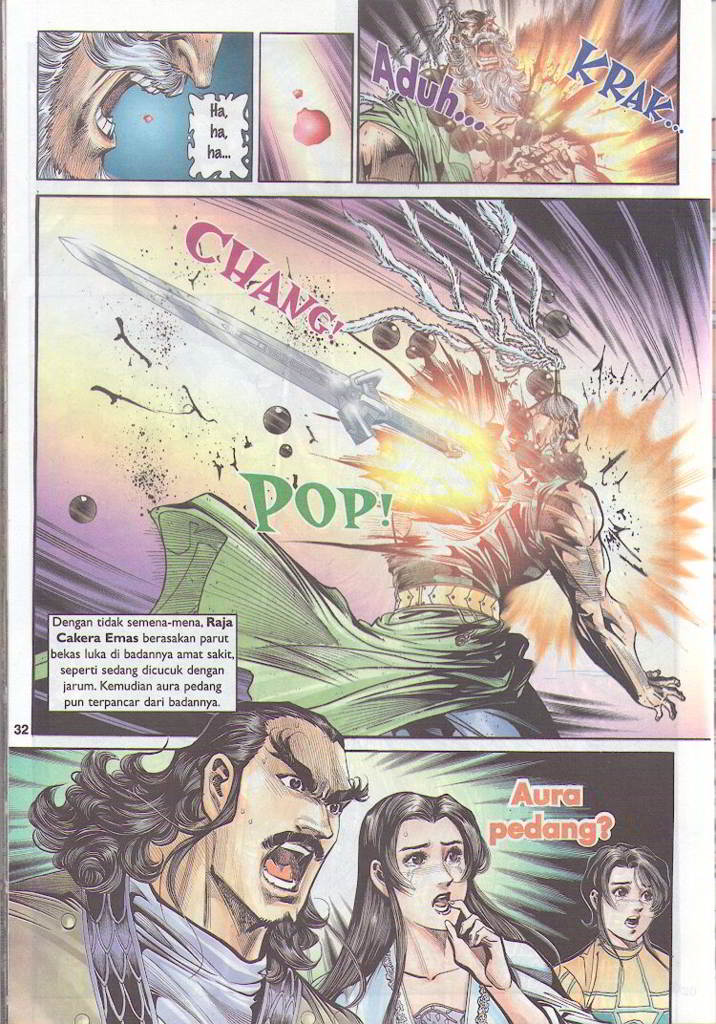 Ha,
ha,
ha...
Aduh...
KRAK...
CHANG!
POP!
Dengan tidak semena-mena, Raja
Cakera Emas berasakan parut
bekas luka di badannya amat sakit,
seperti sedang dicucuk dengan
jarum. Kemudian aura pedang
pun terpancar dari badannya.
32
Aura
pedang?